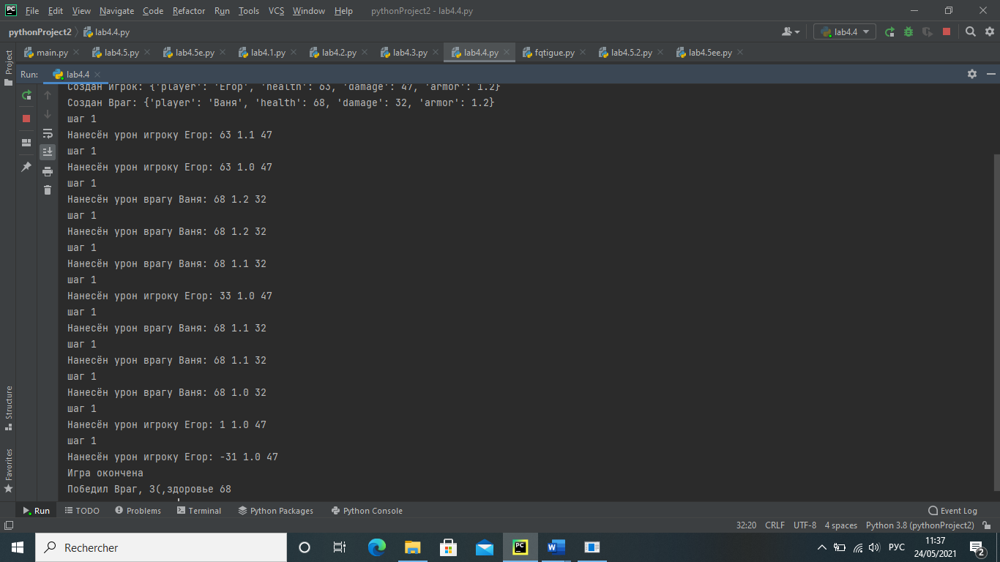 PC File Edit View Navigate Code Refactor Run Tools VCS Window Help pythonProject2 - lab4.4.py
pythonProject2 lab4.4.py lab4.4
main.py lab4.5.py lab4.5e.py lab4.1.py lab4.2.py lab4.3.py lab4.4.py fqtigue.py lab4.5.2.py lab4.5ee.py
Project
Run: lab4.4
Создан Игрок: {'player': 'Егор', 'health': 63, 'damage': 47, 'armor': 1.2}
Создан Враг: {'player': 'Ваня', 'health': 68, 'damage': 32, 'armor': 1.2}
шаг 1
Нанесён урон игроку Егор: 63 1.1 47
шаг 1
Нанесён урон игроку Егор: 63 1.0 47
шаг 1
Нанесён урон врагу Ваня: 68 1.2 32
шаг 1
Нанесён урон врагу Ваня: 68 1.2 32
шаг 1
Нанесён урон врагу Ваня: 68 1.1 32
шаг 1
Нанесён урон игроку Егор: 33 1.0 47
шаг 1
Нанесён урон врагу Ваня: 68 1.1 32
шаг 1
Нанесён урон врагу Ваня: 68 1.1 32
шаг 1
Нанесён урон врагу Ваня: 68 1.0 32
шаг 1
Нанесён урон игроку Егор: 1 1.0 47
шаг 1
Нанесён урон игроку Егор: -31 1.0 47
Игра окончена
Победил Враг, 3(,здоровье 68
Structure
Favorites
Run TODO Problems Terminal Python Packages Python Console Event Log
32:20 CRLF UTF-8 4 spaces Python 3.8 (pythonProject2)
Rechercher PC W РУС 11:37
24/05/2021 2